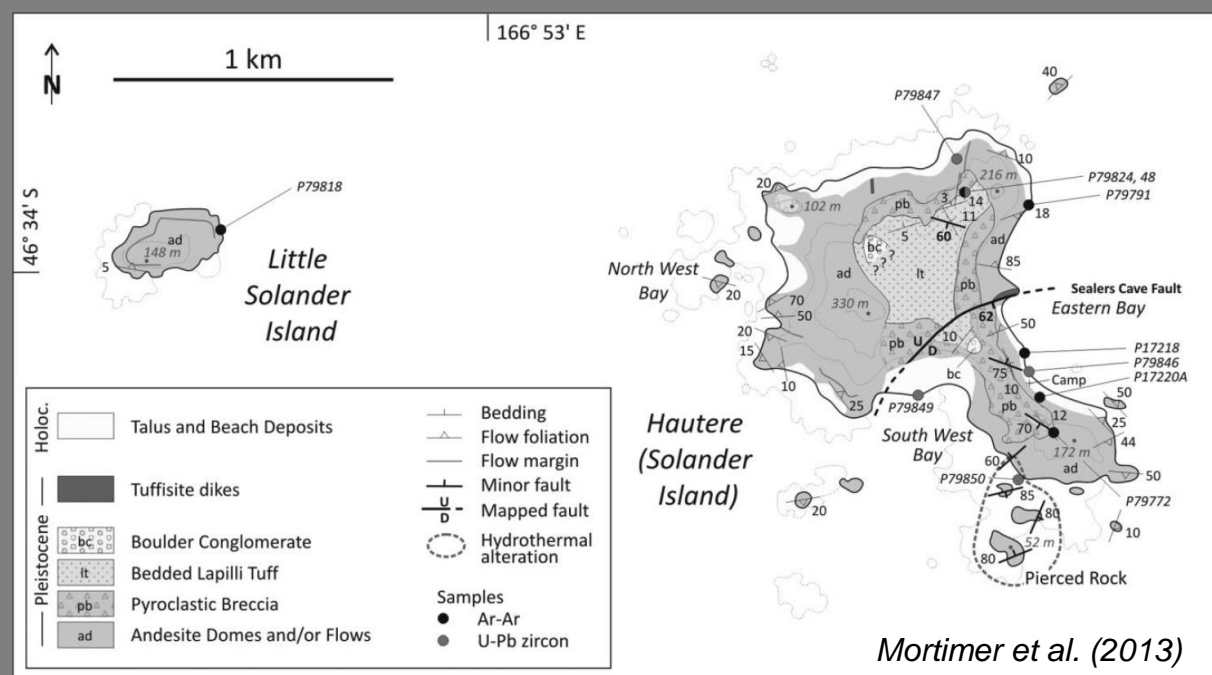 166° 53' E
N
1 km
46° 34' S
P79818
ad
148 m
5
Little
Solander
Island
40
P79847
10
216 m
P79824, 48
P79791
20
102 m
pb
3
14
11
18
5
60
bc
?
?
?
ad
85
ad
lt
North West
Bay
20
pb
Sealers Cave Fault
Eastern Bay
330 m
70
50
62
50
20
15
U
D
pb
10
bc
P17218
P79846
75
10
Camp
P17220A
10
25
P79849
pb
12
50
25
Hautere
(Solander
Island)
South West
Bay
70
172 m
44
60
ad
P79850
50
85
P79772
20
80
10
52 m
80
Pierced Rock
Holoc.
Talus and Beach Deposits
Pleistocene
Tuffisite dikes
bc
Boulder Conglomerate
lt
Bedded Lapilli Tuff
pb
Pyroclastic Breccia
ad
Andesite Domes and/or Flows
Bedding
Flow foliation
Flow margin
Minor fault
U
D
Mapped fault
Hydrothermal
alteration
Samples
Ar-Ar
U-Pb zircon
Mortimer et al. (2013)